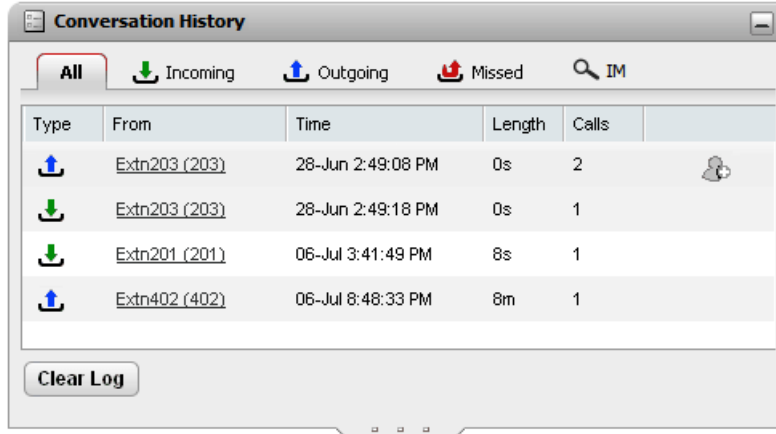 Conversation History
All Incoming Outgoing Missed IM
Type From Time Length Calls
Extn203 (203) 28-Jun 2:49:08 PM 0s 2
Extn203 (203) 28-Jun 2:49:18 PM 0s 1
Extn201 (201) 06-Jul 3:41:49 PM 8s 1
Extn402 (402) 06-Jul 8:48:33 PM 8m 1
Clear Log